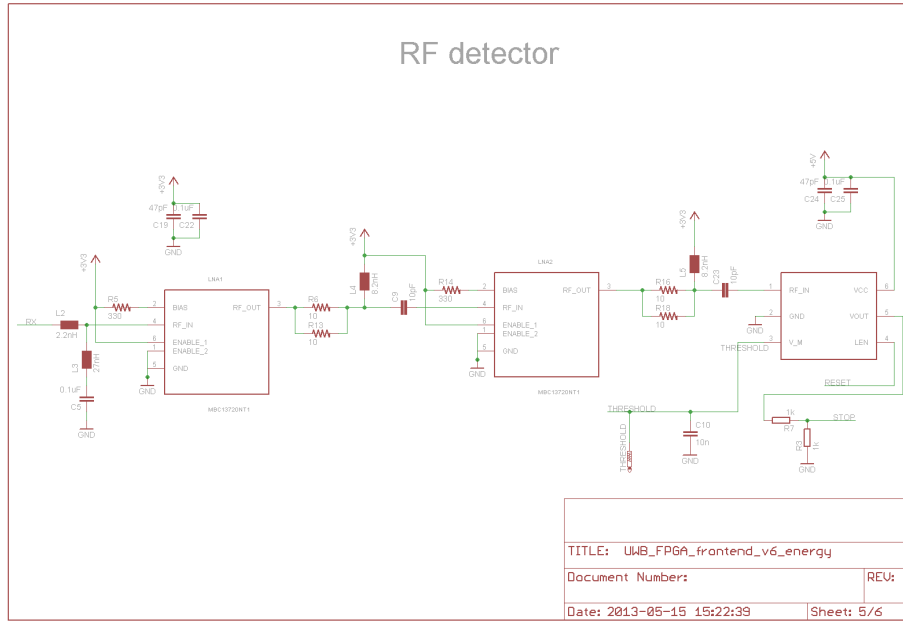 RF detector
+3V3
47pF
0.1uF
C19
C22
GND
+3V3
R5
330
L2
2.2nH
RX
L3
27nH
0.1uF
C5
GND
GND
LNA1
2
BIAS
RF_OUT
3
4
RF_IN
6
ENABLE_1
1
ENABLE_2
5
GND
MBC13720NT1
R6
10
R13
10
+3V3
L4
8.2nH
C9
10pF
R14
330
GND
LNA2
2
BIAS
RF_OUT
3
4
RF_IN
6
ENABLE_1
1
ENABLE_2
5
GND
MBC13720NT1
R16
10
R18
10
+3V3
L5
8.2nH
C23
10pF
+5V
47pF
0.1uF
C24
C25
GND
1
RF_IN
VCC
6
2
GND
VOUT
5
3
V_M
LEN
4
GND
THRESHOLD
RESET
1k
R7
STOP
R3
1k
GND
THRESHOLD
THRESHOLD
C10
10n
GND
TITLE: UWB_FPGA_frontend_v6_energy
Document Number:
REV:
Date: 2013-05-15 15:22:39
Sheet: 5/6